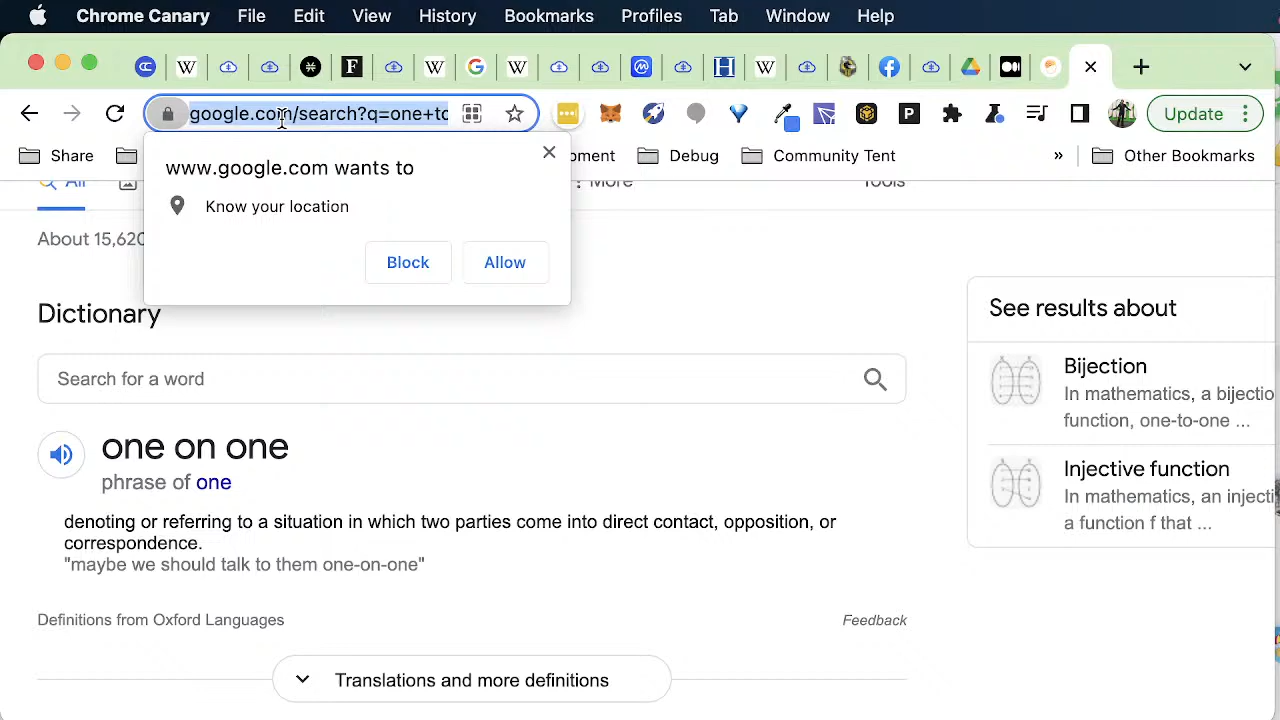 Chrome Canary File Edit View History Bookmarks Profiles Tab Window Help
google.com/search?q=one+to
Update
Share
Debug
Community Tent
»
Other Bookmarks
www.google.com wants to
Know your location
Block
Allow
All
More
Tools
About 15,620
Dictionary
Search for a word
one on one
phrase of one
denoting or referring to a situation in which two parties come into direct contact, opposition, or
correspondence.
"maybe we should talk to them one-on-one"
Definitions from Oxford Languages
Feedback
Translations and more definitions
See results about
Bijection
In mathematics, a bijectio
function, one-to-one ...
Injective function
In mathematics, an injecti
a function f that ...